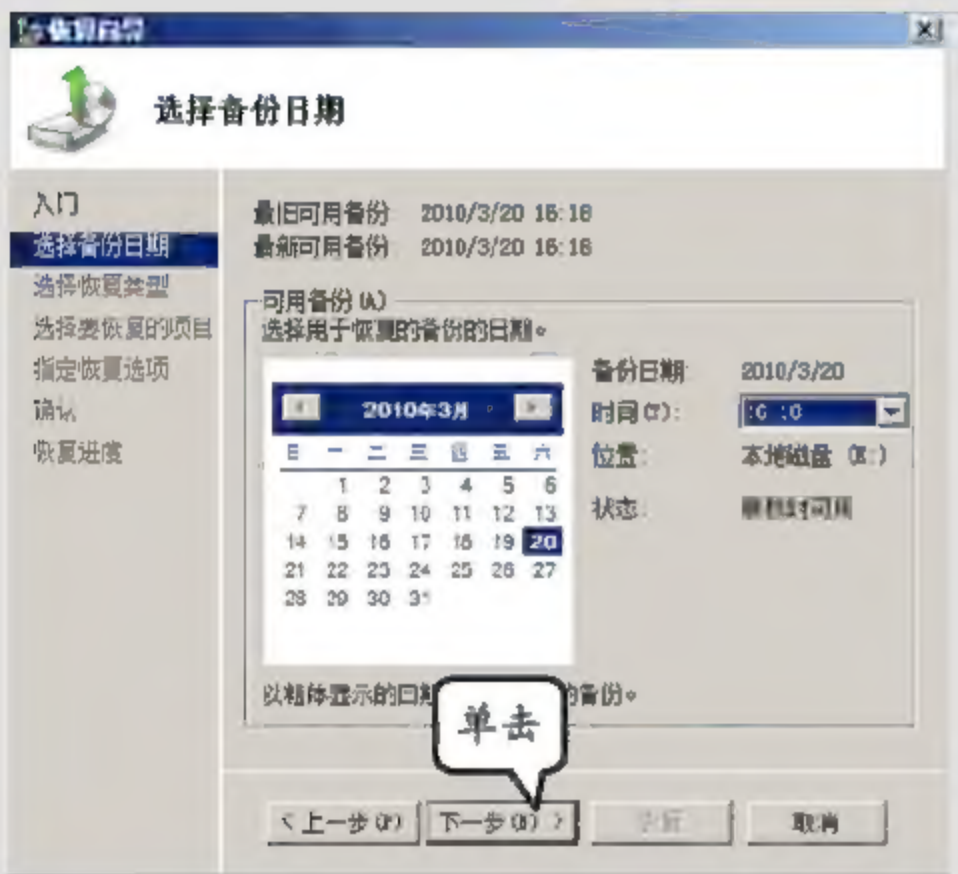 恢复向导
选择备份日期
入门
选择备份日期
选择恢复类型
选择要恢复的项目
指定恢复选项
确认
恢复进度
最旧可用备份 2010/3/20 16:16
最新可用备份 2010/3/20 16:16
可用备份(A)
选择用于恢复的备份的日期。
2010年3月
日 一 二 三 四 五 六
1 2 3 4 5 6
7 8 9 10 11 12 13
14 15 16 17 18 19 20
21 22 23 24 25 26 27
28 29 30 31
备份日期: 2010/3/20
时间(T):
位置: 本地磁盘
状态:
以粗体显示的日期 的备份。
单击
<上一步(P)
下一步(N)>
取消